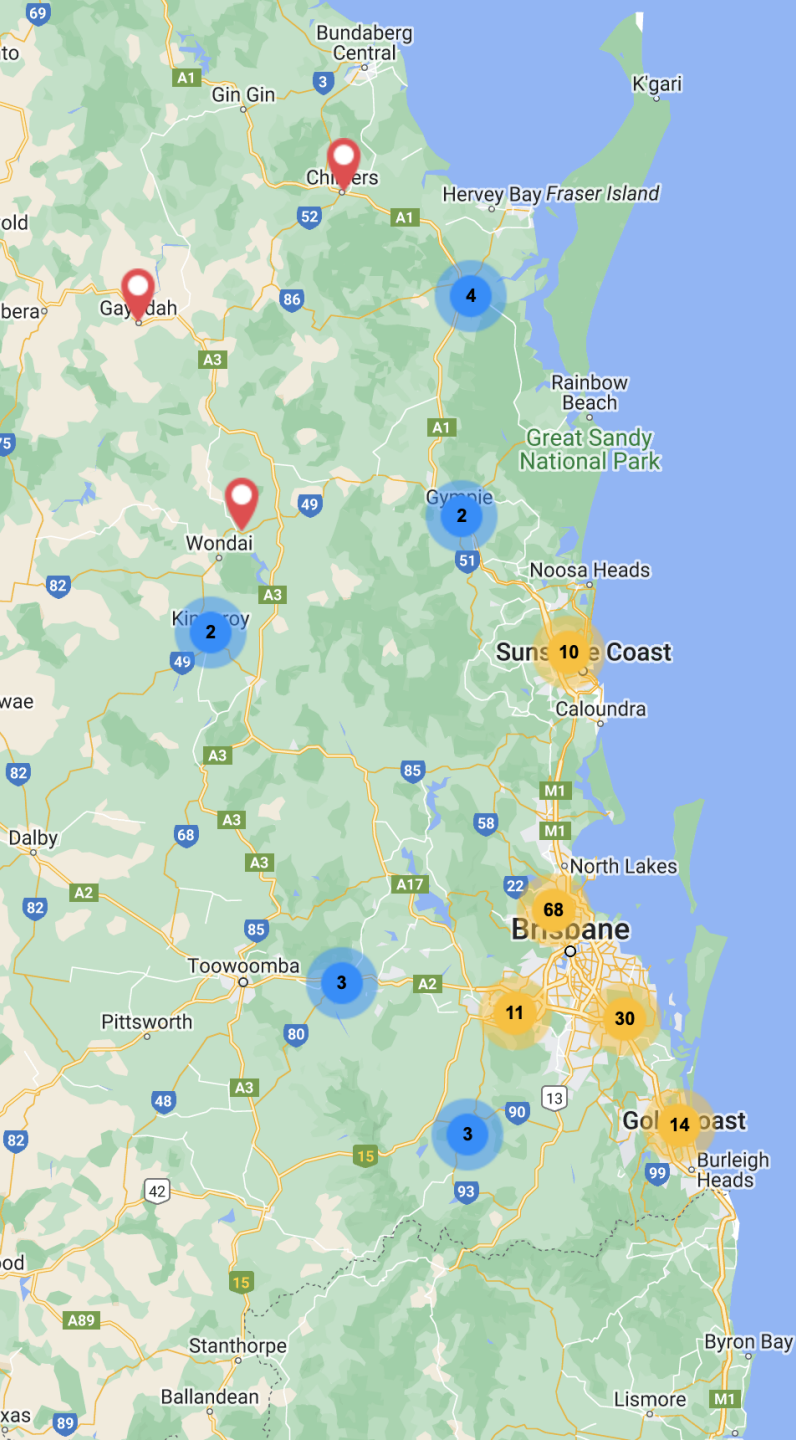 69
Bundaberg
Central
to
A1
3
K'gari
Gin Gin
Hervey Bay
Fraser Island
52
A1
old
4
86
Gayndah
bera
A3
Rainbow
Beach
A1
75
Great Sandy
National Park
49
Gympie
2
Wondai
51
Noosa Heads
82
A3
2
10
Sunshine Coast
49
wae
Caloundra
A3
82
85
M1
A3
58
M1
68
Dalby
A3
North Lakes
A17
22
A2
82
68
Brisbane
85
Toowoomba
3
A2
11
30
Pittsworth
80
A3
48
13
90
14
Gold Coast
82
3
15
Burleigh
Heads
99
42
93
ood
15
A89
Stanthorpe
Byron Bay
Ballandean
Lismore
M1
xas
89